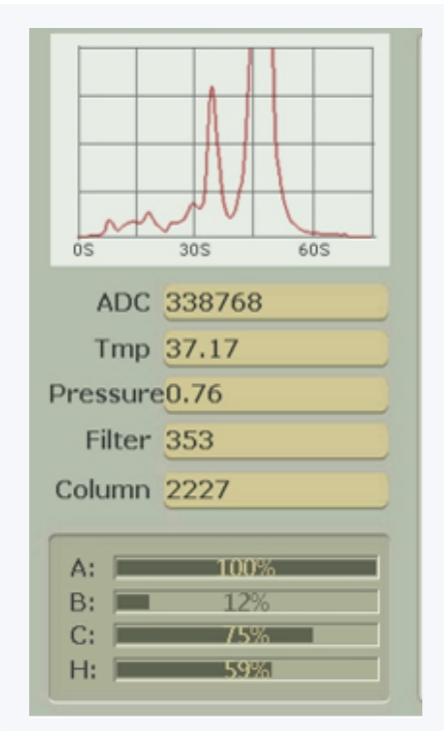 0S 30S 60S
ADC 338768
Tmp 37.17
Pressure 0.76
Filter 353
Column 2227
A: 100%
B: 12%
C: 75%
H: 59%